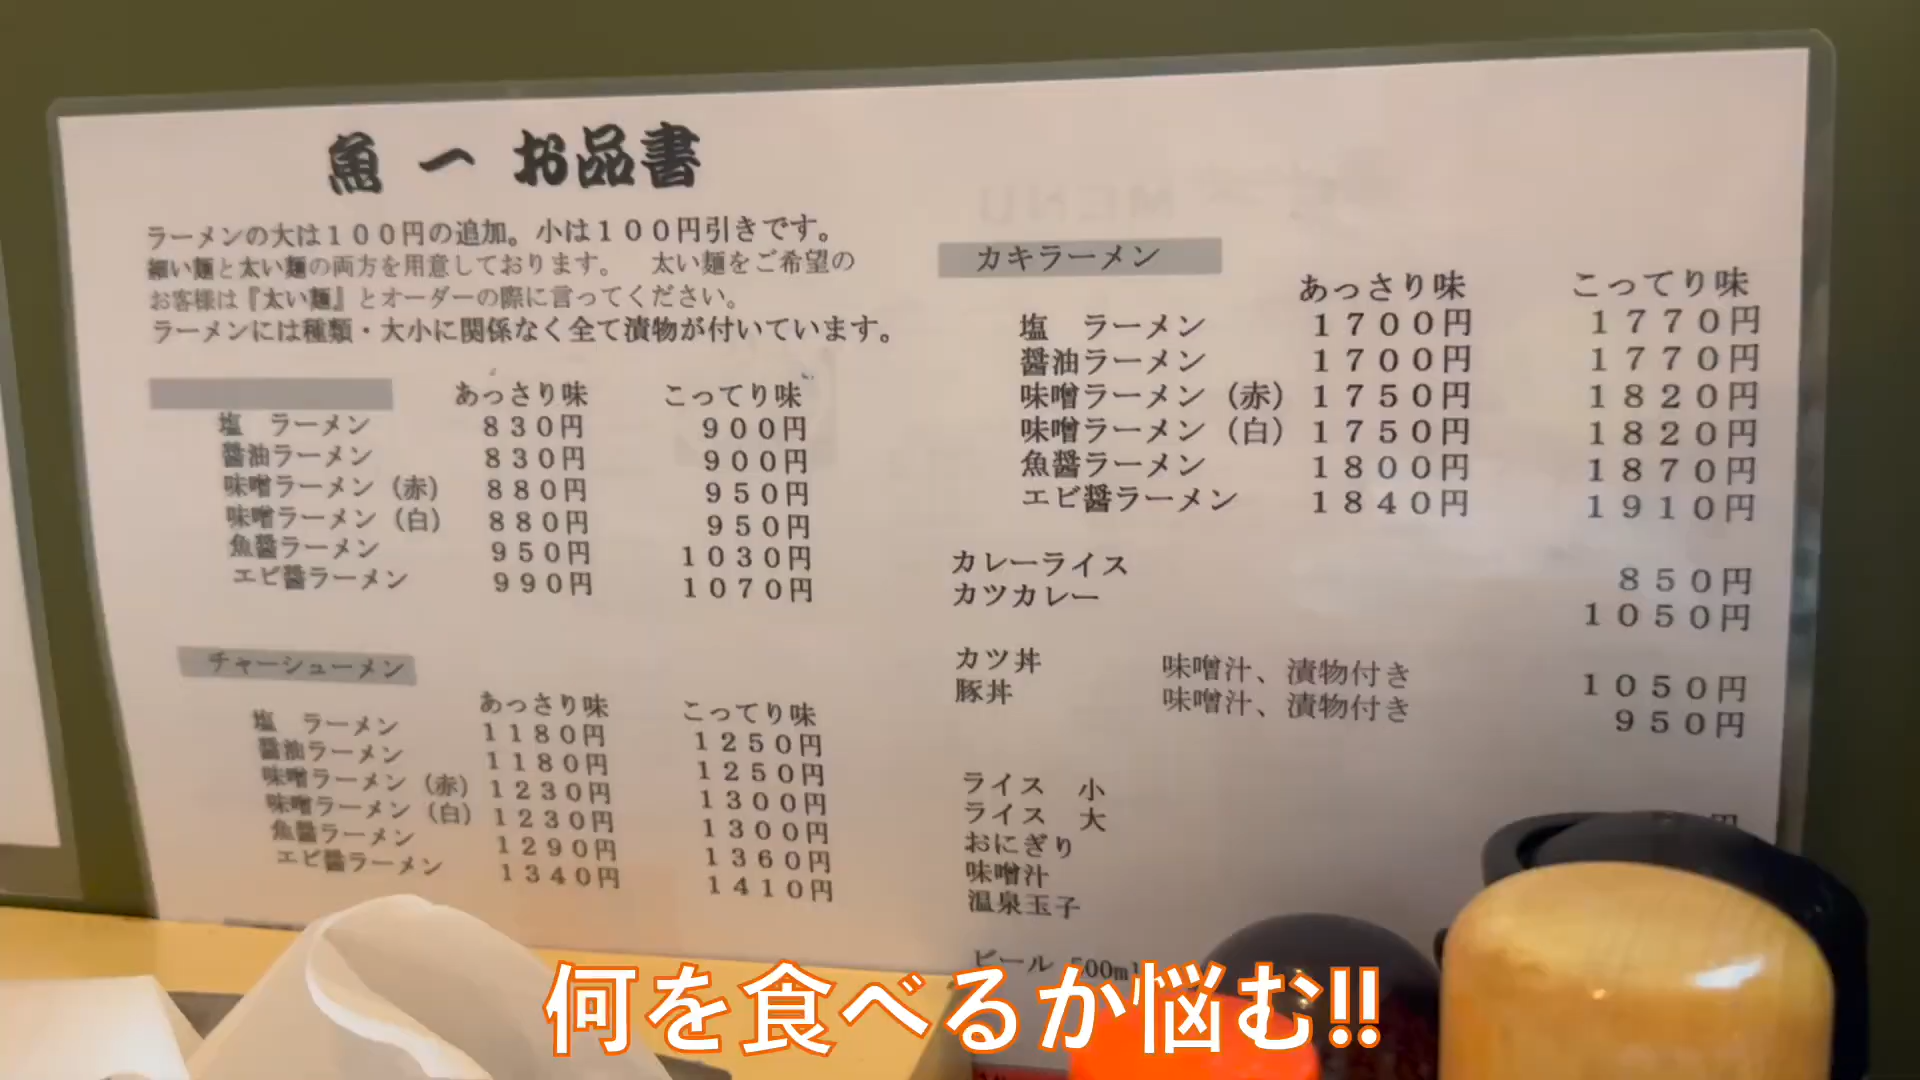 魚一 お品書
ラーメンの大は100円の追加。小は100円引きです。
細い麺と太い麺の両方を用意しております。 太い麺をご希望の
お客様は『太い麺』とオーダーの際に言ってください。
ラーメンには種類・大小に関係なく全て漬物が付いています。
あっさり味 こってり味
塩 ラーメン 830円 900円
醤油ラーメン 830円 900円
味噌ラーメン（赤） 880円 950円
味噌ラーメン（白） 880円 950円
魚醤ラーメン 950円 1030円
エビ醤ラーメン 990円 1070円
チャーシューメン
あっさり味 こってり味
塩 ラーメン 1180円 1250円
醤油ラーメン 1180円 1250円
味噌ラーメン（赤） 1230円 1300円
味噌ラーメン（白） 1230円 1300円
魚醤ラーメン 1290円 1360円
エビ醤ラーメン 1340円 1410円
カキラーメン
あっさり味 こってり味
塩 ラーメン 1700円 1770円
醤油ラーメン 1700円 1770円
味噌ラーメン（赤） 1750円 1820円
味噌ラーメン（白） 1750円 1820円
魚醤ラーメン 1800円 1870円
エビ醤ラーメン 1840円 1910円
カレーライス 850円
カツカレー 1050円
カツ丼 味噌汁、漬物付き 1050円
豚丼 味噌汁、漬物付き 950円
ライス 小 円
ライス 大
おにぎり
味噌汁
温泉玉子
ビール 500ml
何を食べるか悩む!!